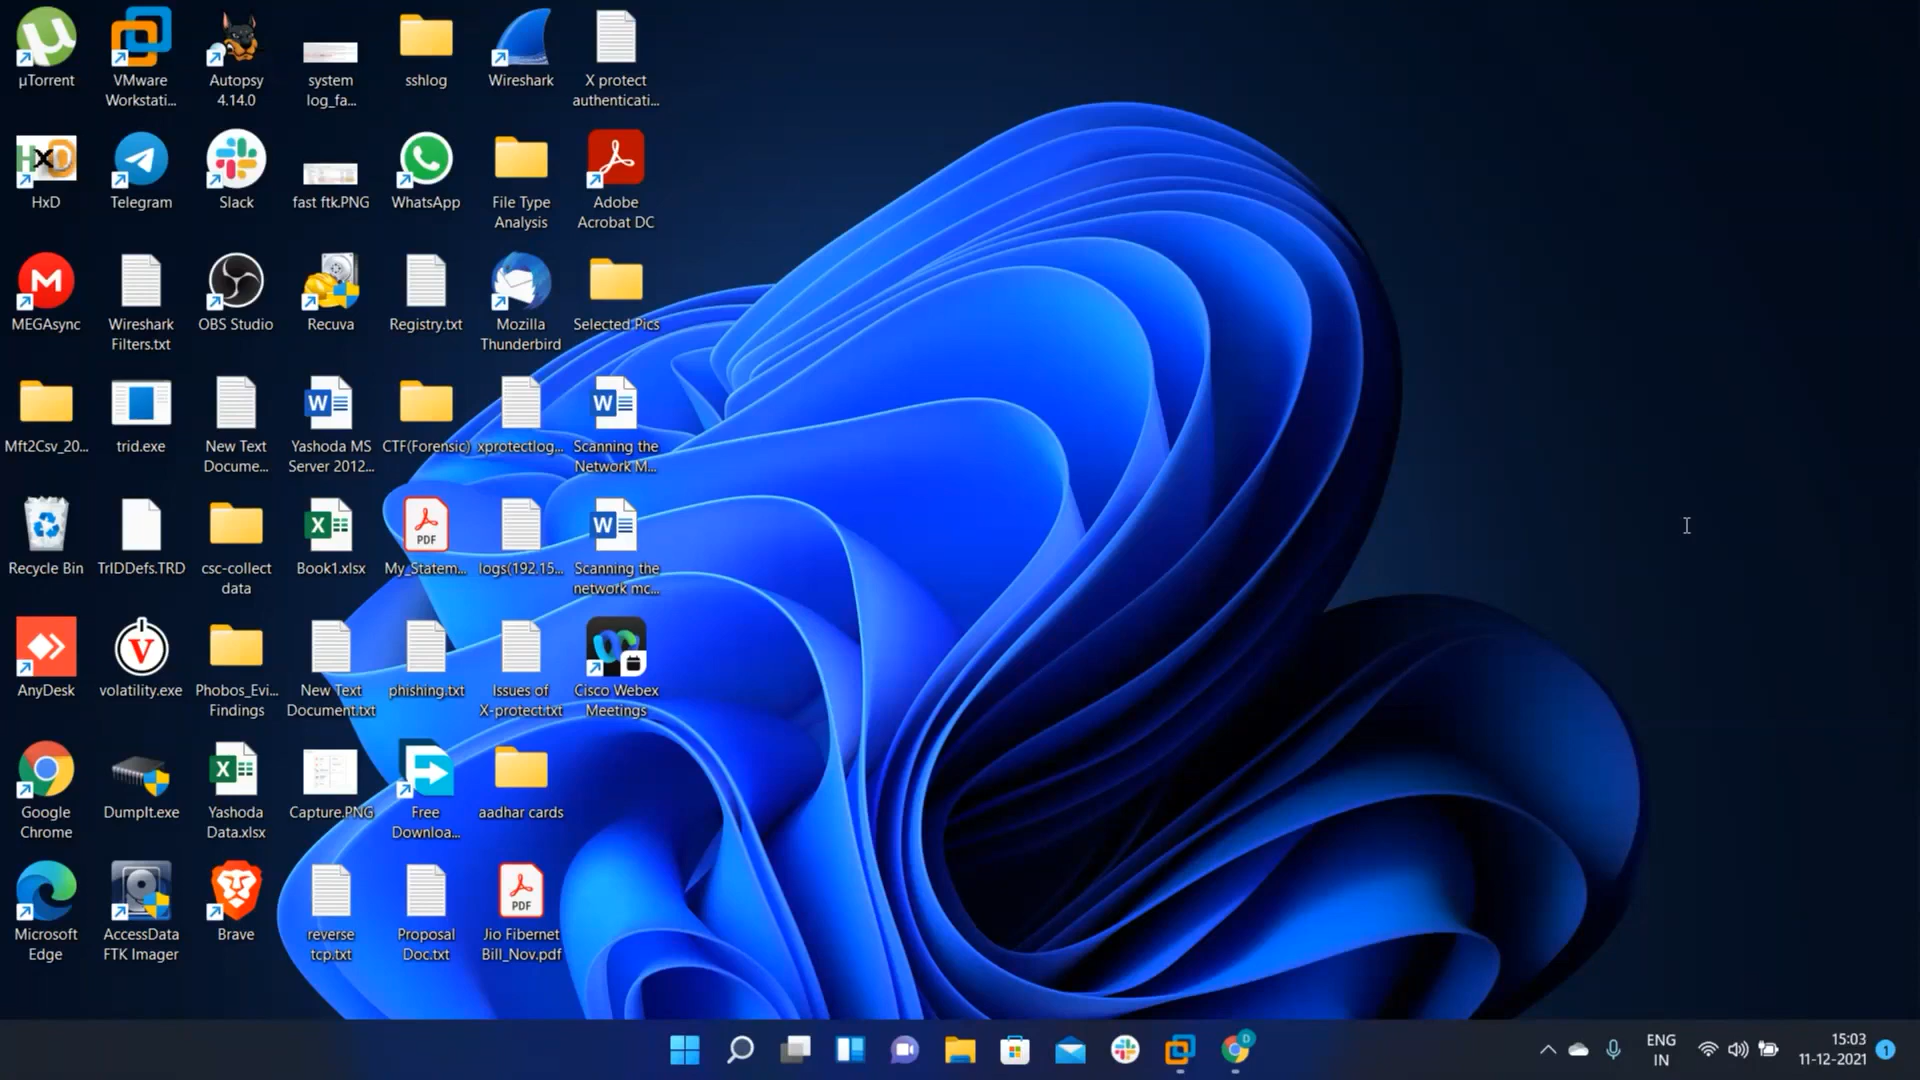 µTorrent
VMware
Workstati...
Autopsy
4.14.0
system
log_fa...
sshlog
Wireshark
X protect
authenticati...
HxD
HxD
Telegram
Slack
fast ftk.PNG
WhatsApp
File Type
Analysis
Adobe
Acrobat DC
MEGAsync
Wireshark
Filters.txt
OBS Studio
Recuva
Registry.txt
Mozilla
Thunderbird
Selected Pics
Mft2Csv_20...
trid.exe
New Text
Docume...
Yashoda MS
Server 2012...
CTF(Forensic)
xprotectlog...
Scanning the
Network M...
Recycle Bin
TrIDDefs.TRD
csc-collect
data
Book1.xlsx
PDF
My_Statem...
logs(192.15...
Scanning the
network mc...
AnyDesk
volatility.exe
Phobos_Evi...
Findings
New Text
Document.txt
phishing.txt
Issues of
X-protect.txt
Cisco Webex
Meetings
Google
Chrome
DumpIt.exe
Yashoda
Data.xlsx
Capture.PNG
Free
Downloa...
aadhar cards
Microsoft
Edge
AccessData
FTK Imager
Brave
reverse
tcp.txt
Proposal
Doc.txt
PDF
Jio Fibernet
Bill_Nov.pdf
D
ENG
IN
15:03
11-12-2021
1